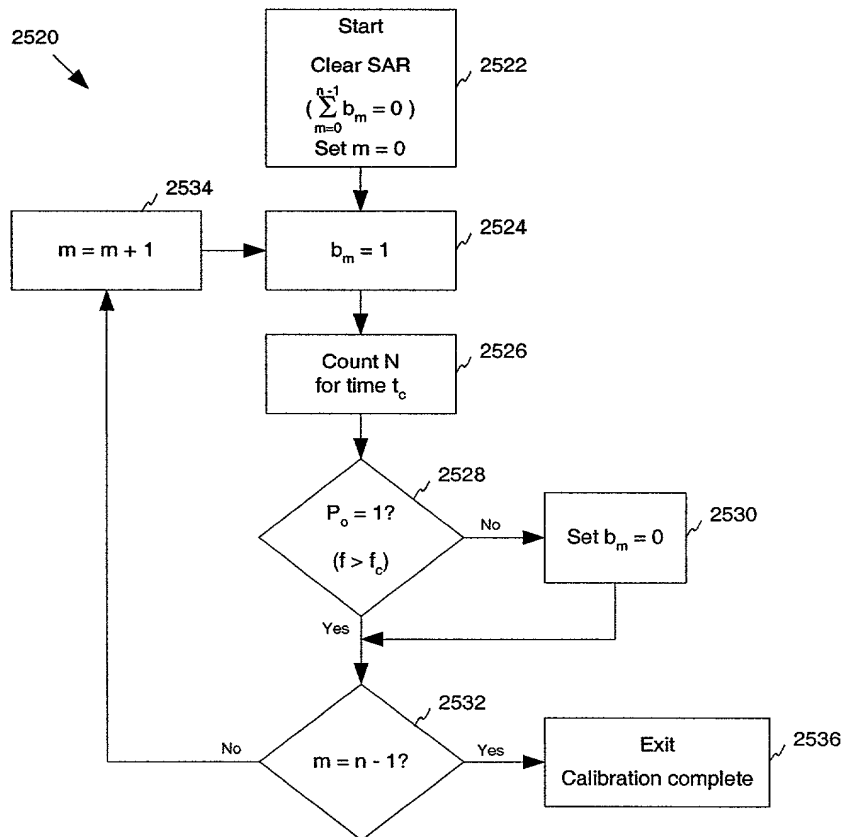 2520
Start
Clear SAR
( n-1 ∑ m=0 b_m = 0 )
Set m = 0
2522
2534
m = m + 1
b_m = 1
2524
Count N
for time t_c
2526
P_o = 1?
(f > f_c)
2528
No
Set b_m = 0
2530
Yes
m = n - 1?
2532
No
Yes
Exit
Calibration complete
2536